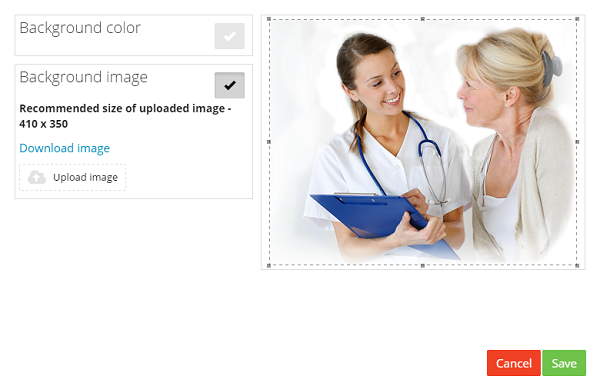 Background color
Background image
Recommended size of uploaded image -
410 x 350
Download image
Upload image
Cancel
Save